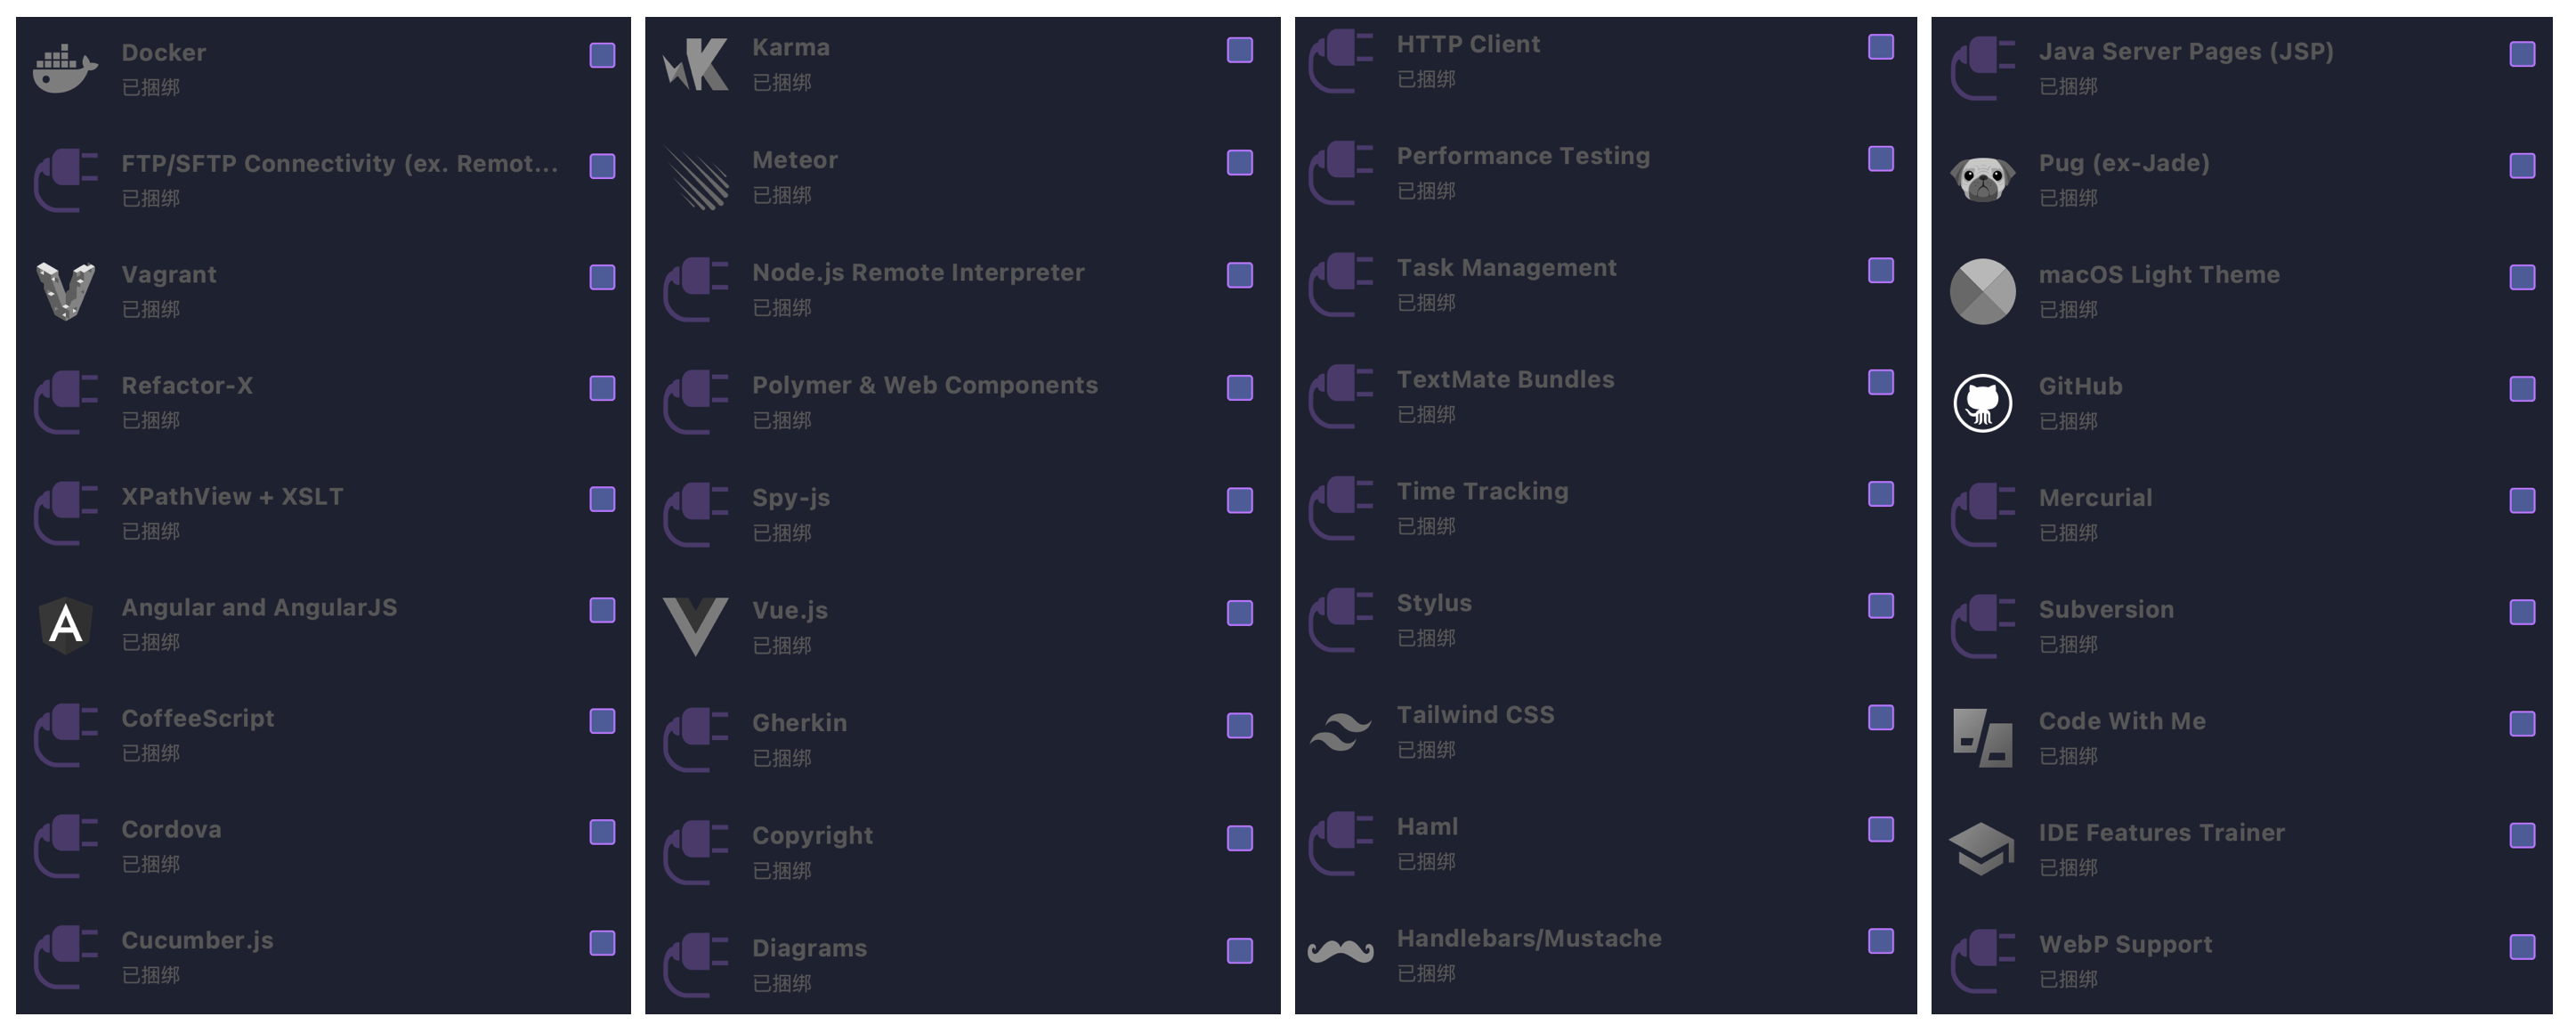 Docker
已捆绑
FTP/SFTP Connectivity (ex. Remot...
已捆绑
Vagrant
已捆绑
Refactor-X
已捆绑
XPathView + XSLT
已捆绑
Angular and AngularJS
已捆绑
CoffeeScript
已捆绑
Cordova
已捆绑
Cucumber.js
已捆绑
Karma
已捆绑
Meteor
已捆绑
Node.js Remote Interpreter
已捆绑
Polymer & Web Components
已捆绑
Spy-js
已捆绑
Vue.js
已捆绑
Gherkin
已捆绑
Copyright
已捆绑
Diagrams
已捆绑
HTTP Client
已捆绑
Performance Testing
已捆绑
Task Management
已捆绑
TextMate Bundles
已捆绑
Time Tracking
已捆绑
Stylus
已捆绑
Tailwind CSS
已捆绑
Haml
已捆绑
Handlebars/Mustache
已捆绑
Java Server Pages (JSP)
已捆绑
Pug (ex-Jade)
已捆绑
macOS Light Theme
已捆绑
GitHub
已捆绑
Mercurial
已捆绑
Subversion
已捆绑
Code With Me
已捆绑
IDE Features Trainer
已捆绑
WebP Support
已捆绑